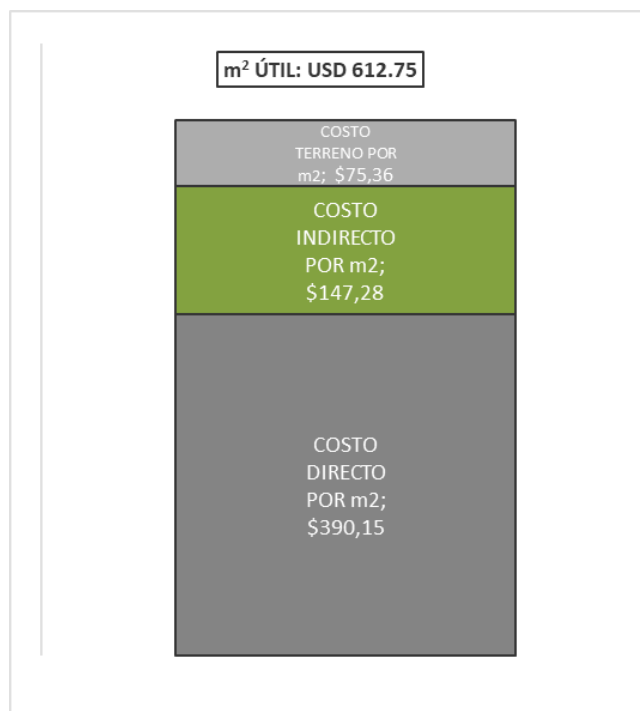 m² ÚTIL: USD 612.75
COSTO
TERRENO POR
m2; $75,36
COSTO
INDIRECTO
POR m2;
$147,28
COSTO
DIRECTO
POR m2;
$390,15